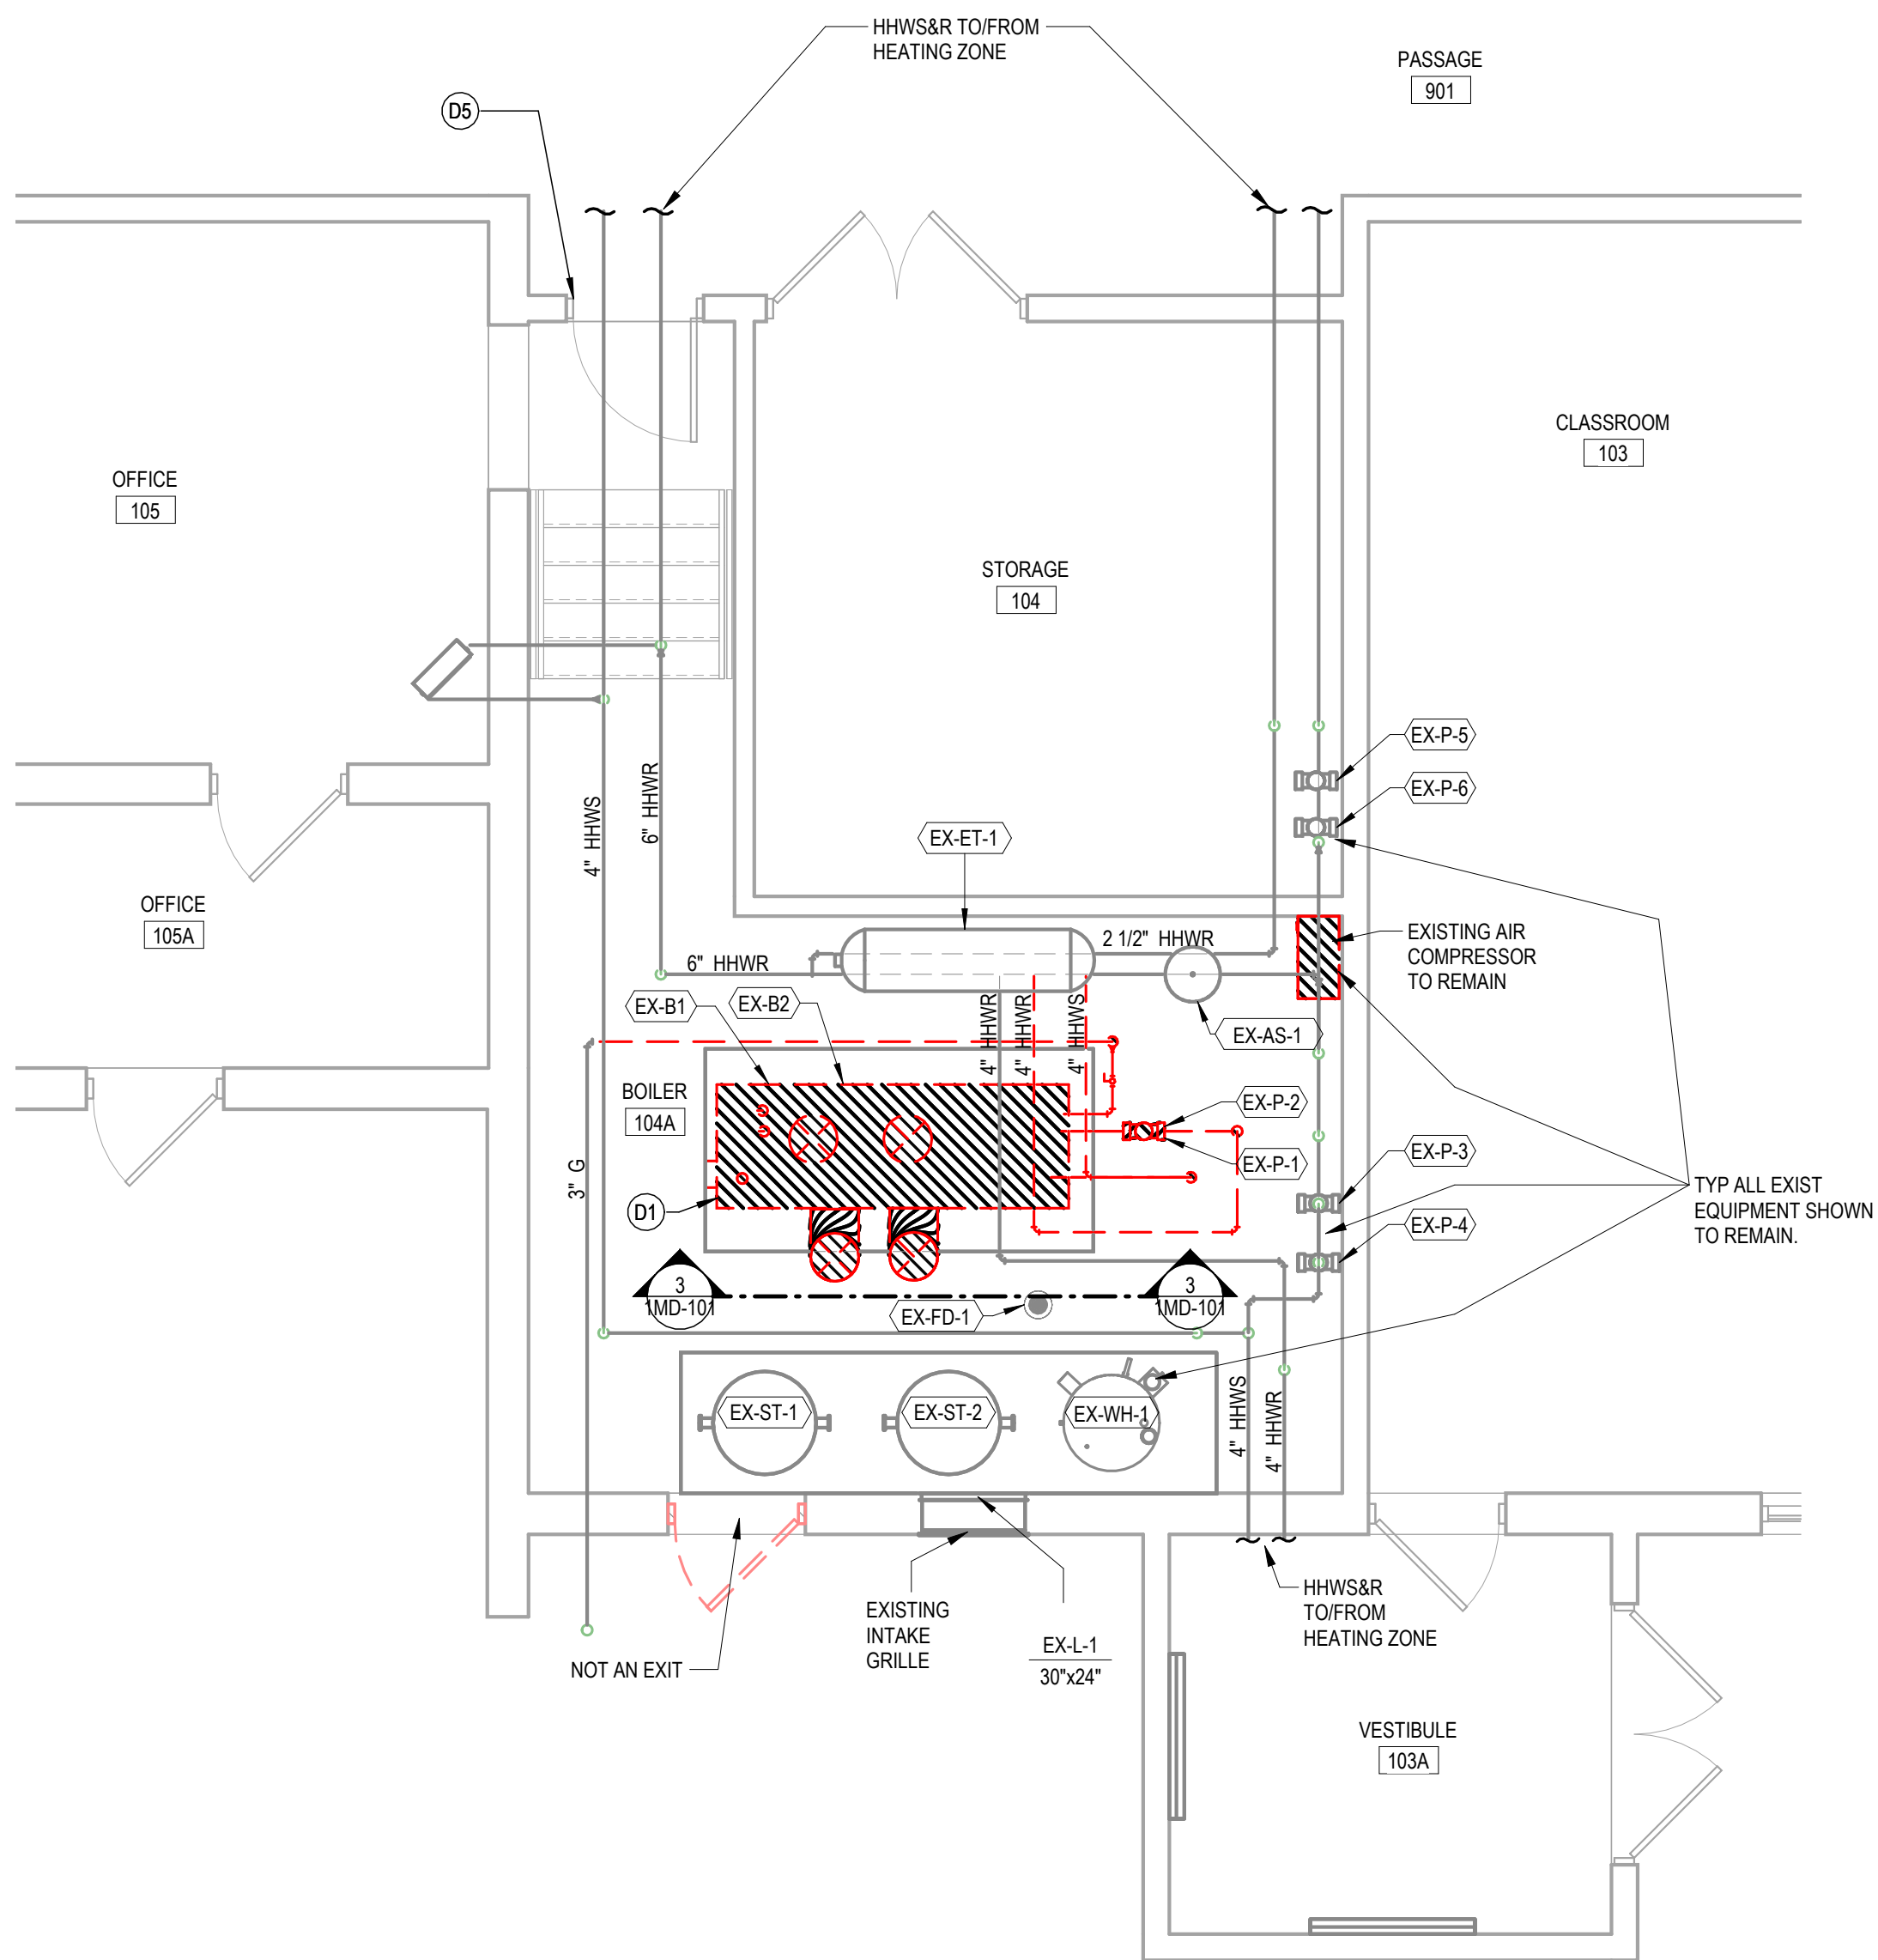 HHWS&R TO/FROM
HEATING ZONE
PASSAGE
901
D5
CLASSROOM
103
OFFICE
105
STORAGE
104
EX-P-5
EX-P-6
4" HHWS
6" HHWR
EX-ET-1
OFFICE
105A
EXISTING AIR
COMPRESSOR
TO REMAIN
2 1/2" HHWR
6" HHWR
EX-B1
EX-B2
4" HHWR
4" HHWR
4" HHWS
EX-AS-1
BOILER
104A
EX-P-2
EX-P-1
EX-P-3
3" G
D1
EX-P-4
TYP ALL EXIST
EQUIPMENT SHOWN
TO REMAIN.
3
1MD-101
3
1MD-101
EX-FD-1
EX-ST-1
EX-ST-2
EX-WH-1
4" HHWS
4" HHWR
HHWS&R
TO/FROM
HEATING ZONE
EXISTING
INTAKE
GRILLE
EX-L-1
30"x24"
NOT AN EXIT
VESTIBULE
103A